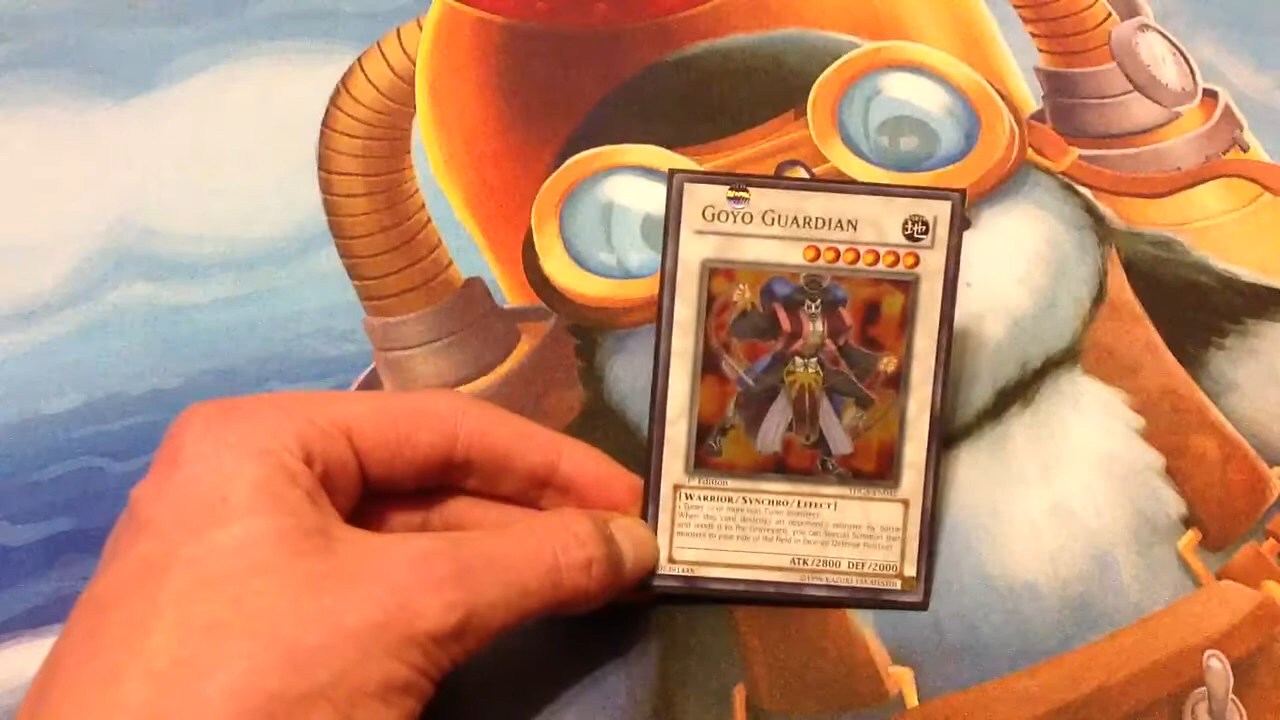 GOYO GUARDIAN
地
1st Edition
[WARRIOR/SYNCHRO/EFFECT]
1 Tuner + 1 or more non-Tuner monsters
When this card destroys an opponent's monster by battle
and sends it to the Graveyard, you can Special Summon that
monster to your side of the field in face-up Defense Position.
ATK/2800 DEF/2000
©1996 KAZUKI TAKAHASHI